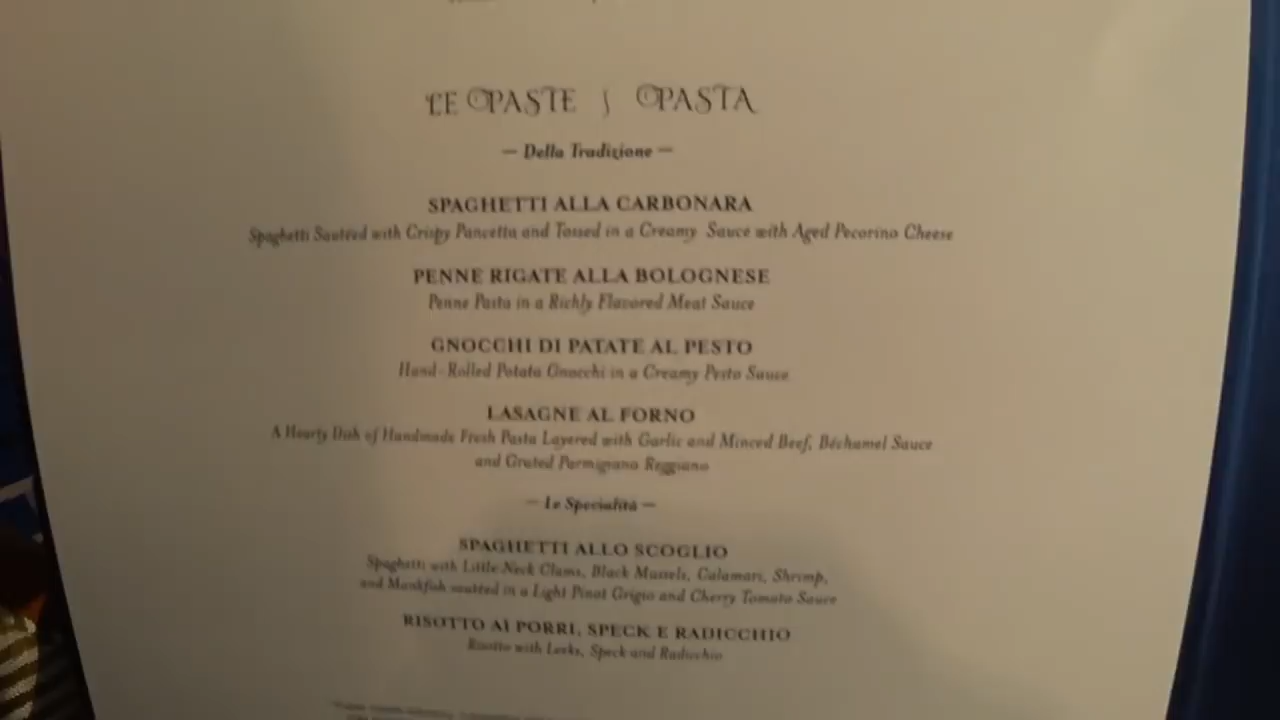 LE PASTE | PASTA
— Della Tradizione —
SPAGHETTI ALLA CARBONARA
Spaghetti Sautéed with Crispy Pancetta and Tossed in a Creamy Sauce with Aged Pecorino Cheese
PENNE RIGATE ALLA BOLOGNESE
Penne Pasta in a Richly Flavored Meat Sauce
GNOCCHI DI PATATE AL PESTO
Hand-Rolled Potato Gnocchi in a Creamy Pesto Sauce
LASAGNE AL FORNO
A Hearty Dish of Handmade Fresh Pasta Layered with Garlic and Minced Beef, Béchamel Sauce
and Grated Parmigiano Reggiano
— Le Specialità —
SPAGHETTI ALLO SCOGLIO
Spaghetti with Little Neck Clams, Black Mussels, Calamari, Shrimp,
and Monkfish sautéed in a Light Pinot Grigio and Cherry Tomato Sauce
RISOTTO AI PORRI, SPECK E RADICCHIO
Risotto with Leeks, Speck and Radicchio